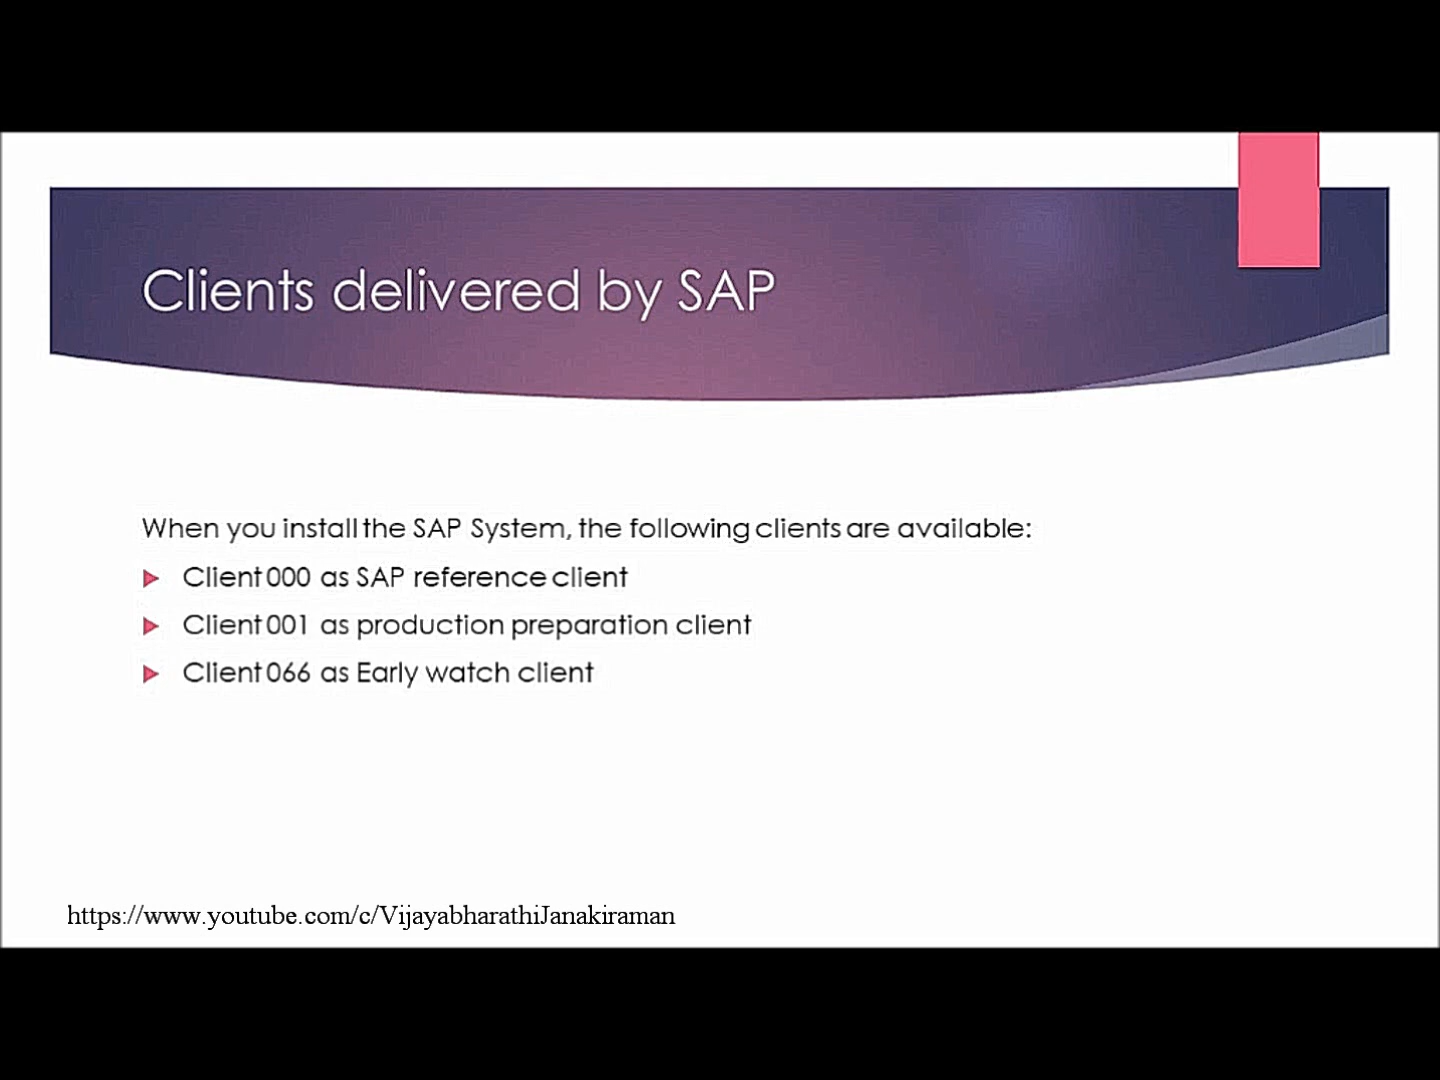 Clients delivered by SAP
When you install the SAP System, the following clients are available:
Client 000 as SAP reference client
Client 001 as production preparation client
Client 066 as Early watch client
https://www.youtube.com/c/VijayabharathiJanakiraman